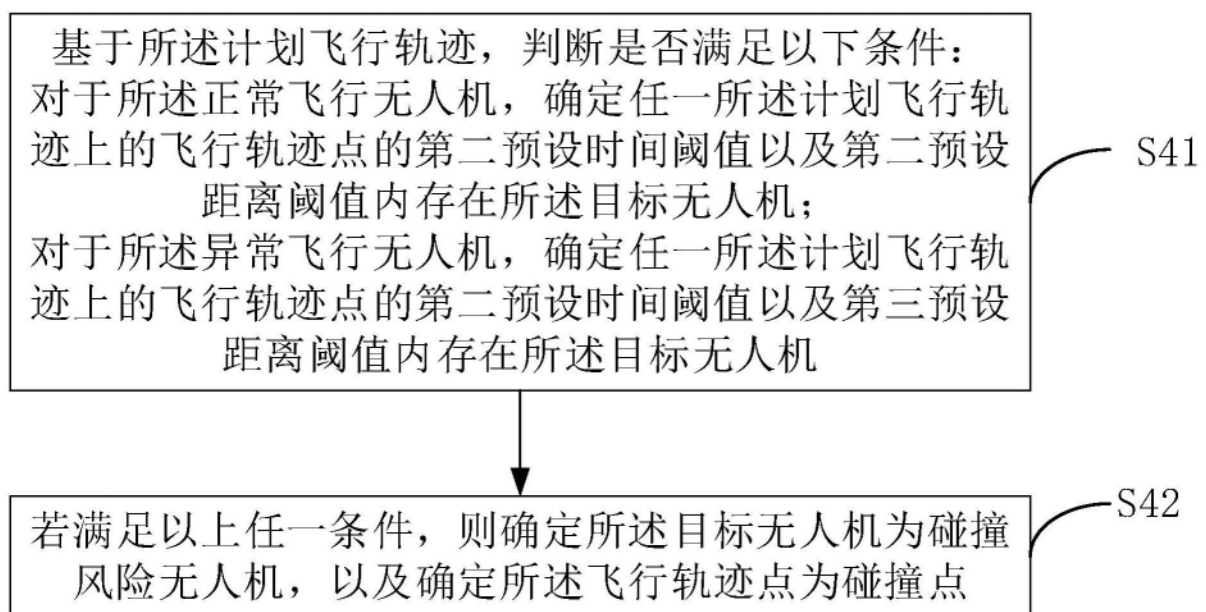 基于所述计划飞行轨迹，判断是否满足以下条件：
对于所述正常飞行无人机，确定任一所述计划飞行轨
迹上的飞行轨迹点的第二预设时间阈值以及第二预设
距离阈值内存在所述目标无人机；
对于所述异常飞行无人机，确定任一所述计划飞行轨
迹上的飞行轨迹点的第二预设时间阈值以及第三预设
距离阈值内存在所述目标无人机
S41
若满足以上任一条件，则确定所述目标无人机为碰撞
风险无人机，以及确定所述飞行轨迹点为碰撞点
S42